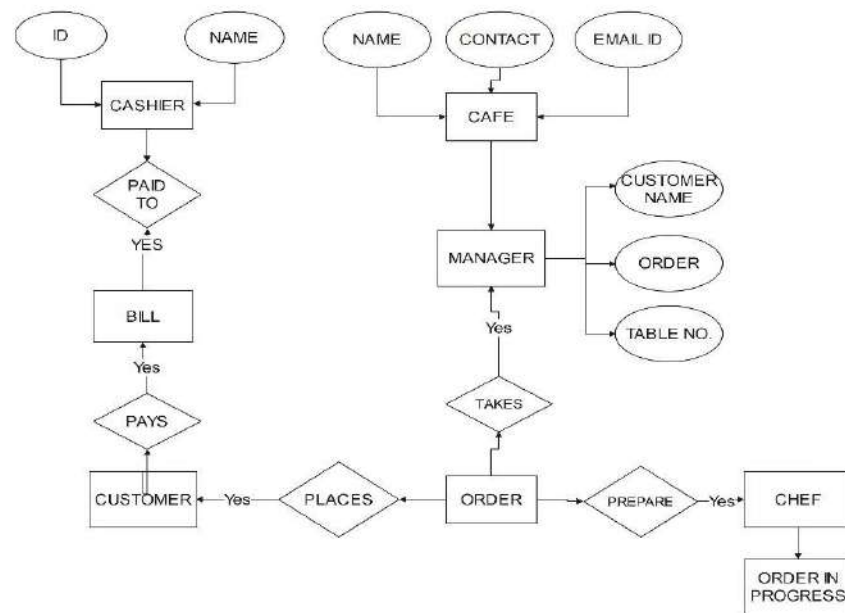 ID
NAME
NAME
CONTACT
EMAIL ID
CASHIER
CAFE
PAID
TO
CUSTOMER
NAME
YES
MANAGER
ORDER
BILL
Yes
TABLE NO.
Yes
PAYS
TAKES
CUSTOMER
Yes
PLACES
ORDER
PREPARE
Yes
CHEF
ORDER IN
PROGRESS